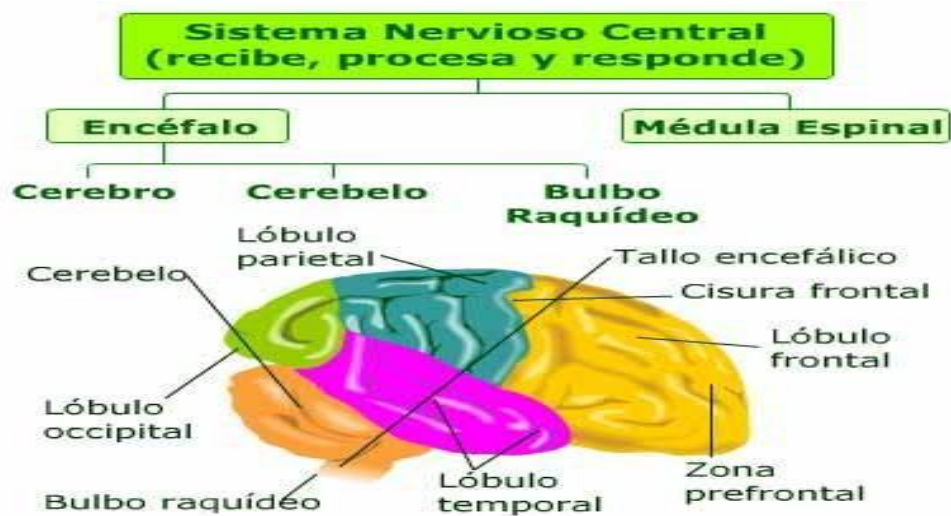 Sistema Nervioso Central
(recibe, procesa y responde)
Encéfalo
Médula Espinal
Cerebro
Cerebelo
Bulbo
Raquídeo
Lóbulo
parietal
Tallo encefálico
Cerebelo
Cisura frontal
Lóbulo
frontal
Lóbulo
occipital
Zona
prefrontal
Lóbulo
temporal
Bulbo raquídeo